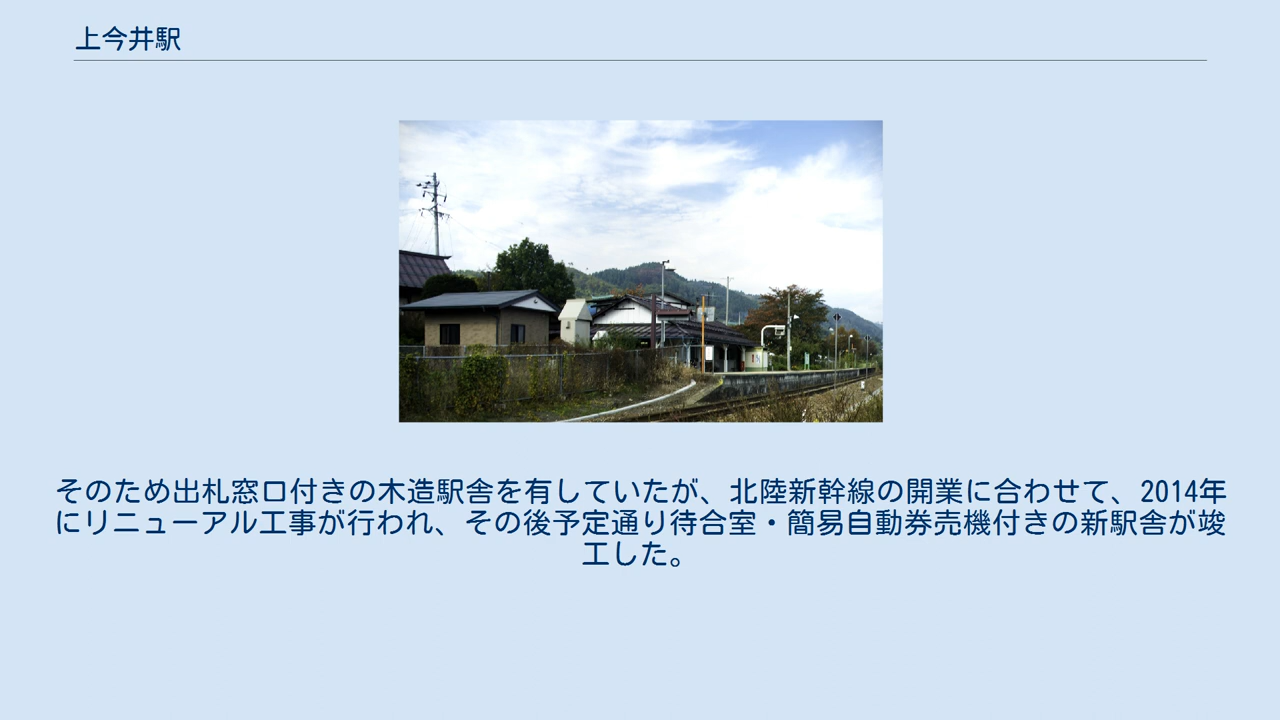 上今井駅
そのため出札窓口付きの木造駅舎を有していたが、北陸新幹線の開業に合わせて、2014年
にリニューアル工事が行われ、その後予定通り待合室・簡易自動券売機付きの新駅舎が竣
工した。